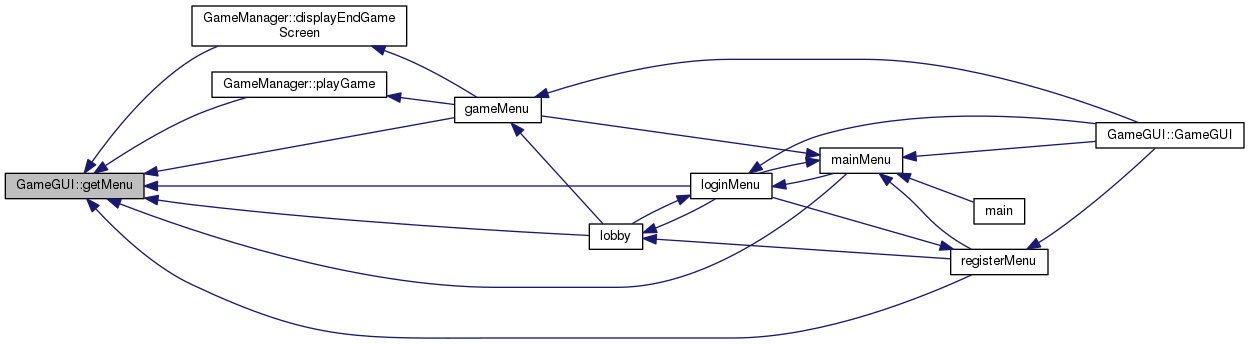 GameManager::displayEndGame
Screen
GameManager::playGame
gameMenu
GameGUI::GameGUI
mainMenu
GameGUI::getMenu
loginMenu
main
lobby
registerMenu